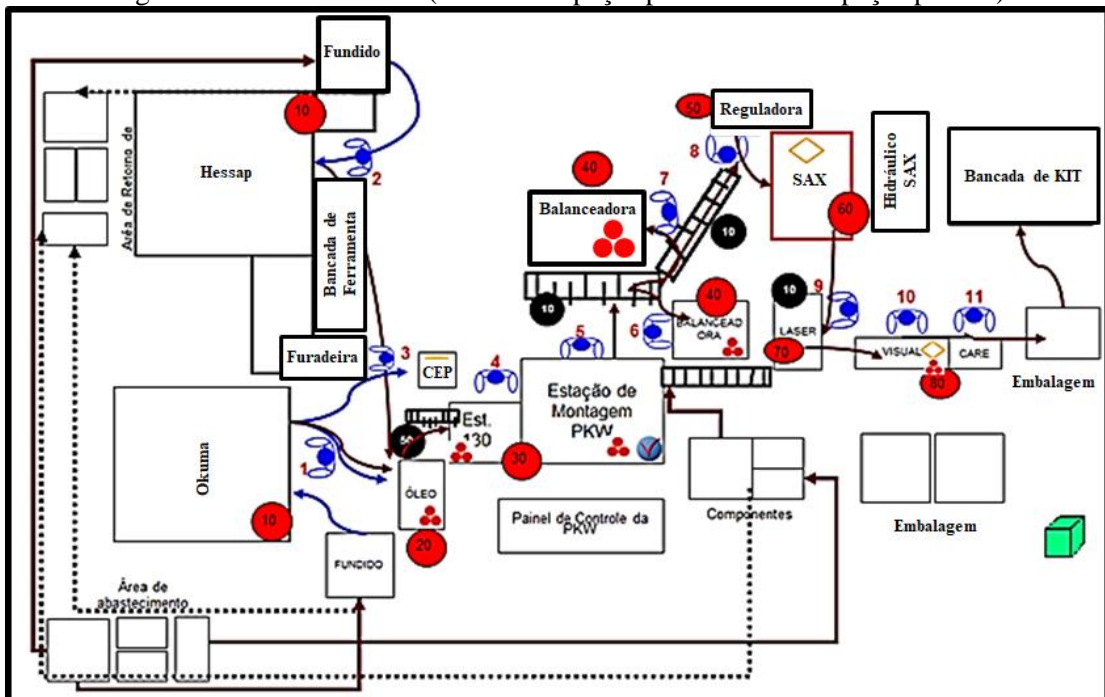 Fundido
10
Hessap
2
Área de Retorno de
Bancada de
Ferramenta
Furadeira
3
CEP
Okuma
1
10
FUNDIDO
ÓLEO
20
Est.
130
30
4
5
Estação de
Montagem
PKW
Painel de Controle da
PKW
40
Balanceadora
7
10
10
6
40
BALANCEAD
ORA
50
Reguladora
8
SAX
60
Hidráulico
SAX
Bancada de KIT
10
9
LASER
70
10
11
VISUAL
CARE
80
Embalagem
Componentes
Embalagem
Área de
abastecimento